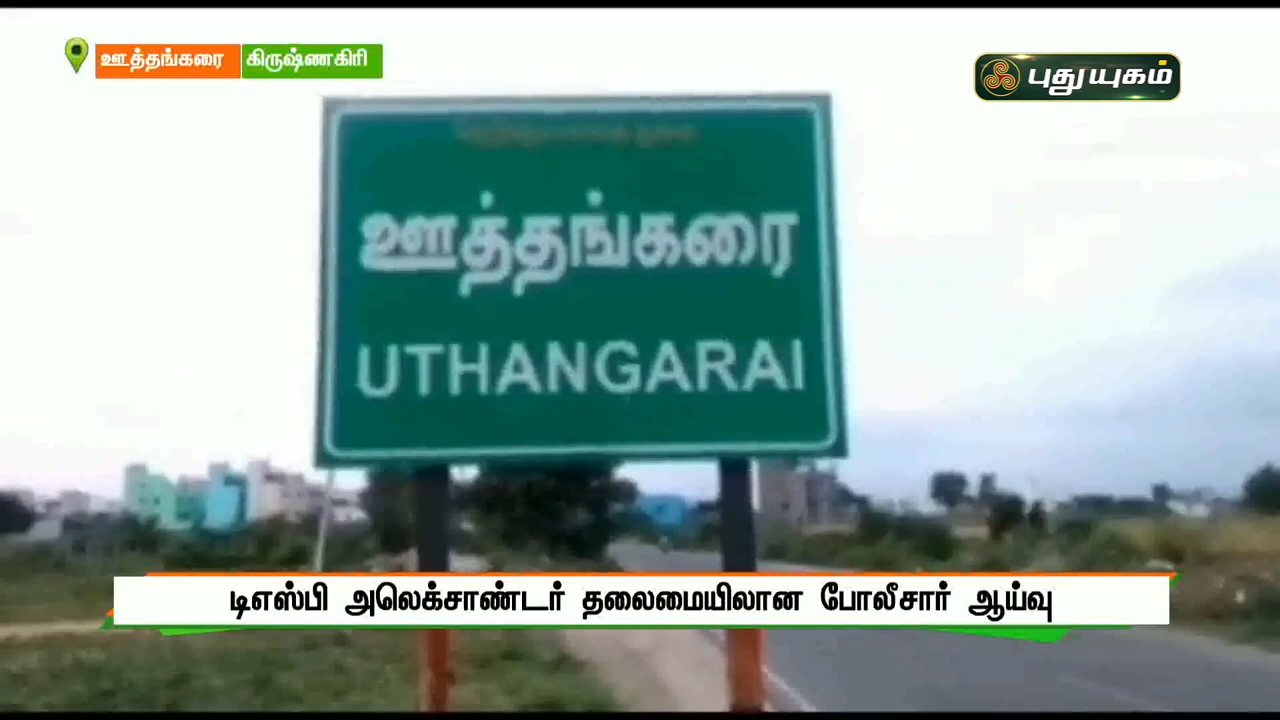 ஊத்தங்கரை கிருஷ்ணகிரி
புதுயுகம்
ஊத்தங்கரை
UTHANGARAI
டிஎஸ்பி அலெக்சாண்டர் தலைமையிலான போலீசார் ஆய்வு